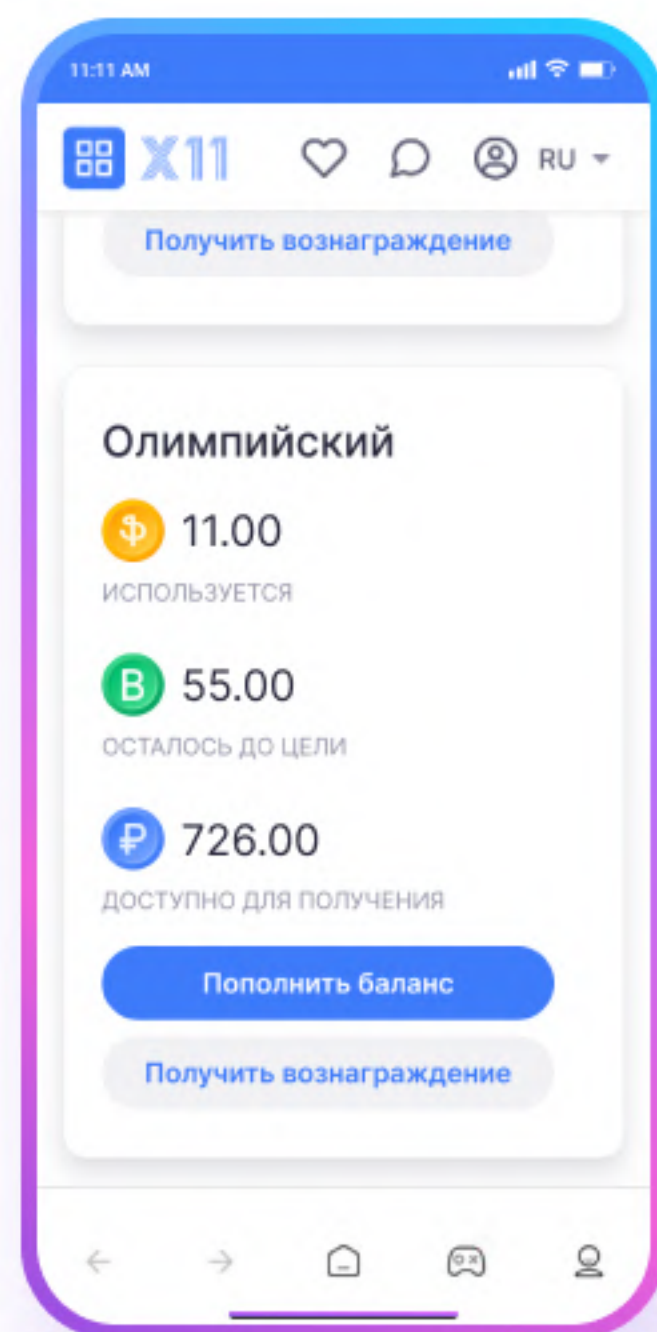 11:11 AM
X11 RU
Получить вознаграждение
Олимпийский
$ 11.00
ИСПОЛЬЗУЕТСЯ
B 55.00
ОСТАЛОСЬ ДО ЦЕЛИ
₽ 726.00
ДОСТУПНО ДЛЯ ПОЛУЧЕНИЯ
Пополнить баланс
Получить вознаграждение